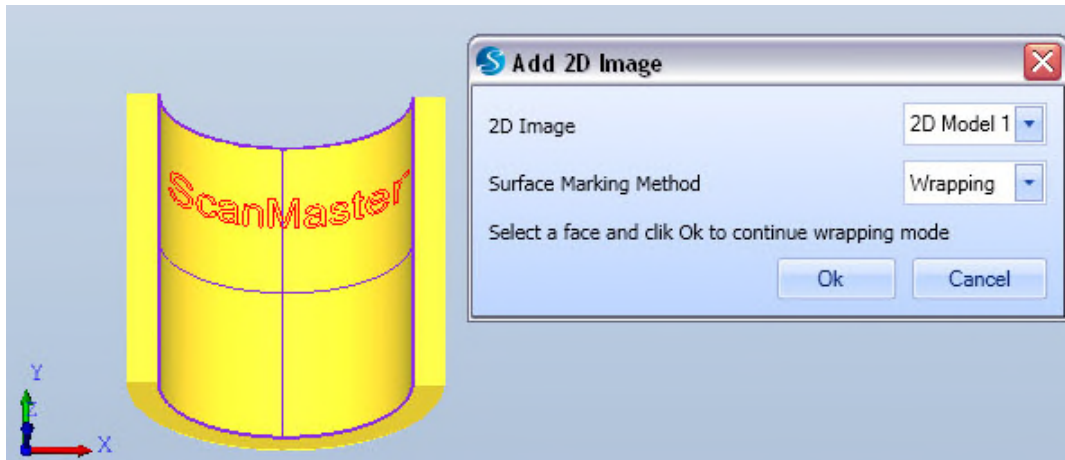 Add 2D Image
2D Image
2D Model 1
Surface Marking Method
Wrapping
Select a face and clik Ok to continue wrapping mode
Ok
Cancel
ScanMaster
Y
Z
X